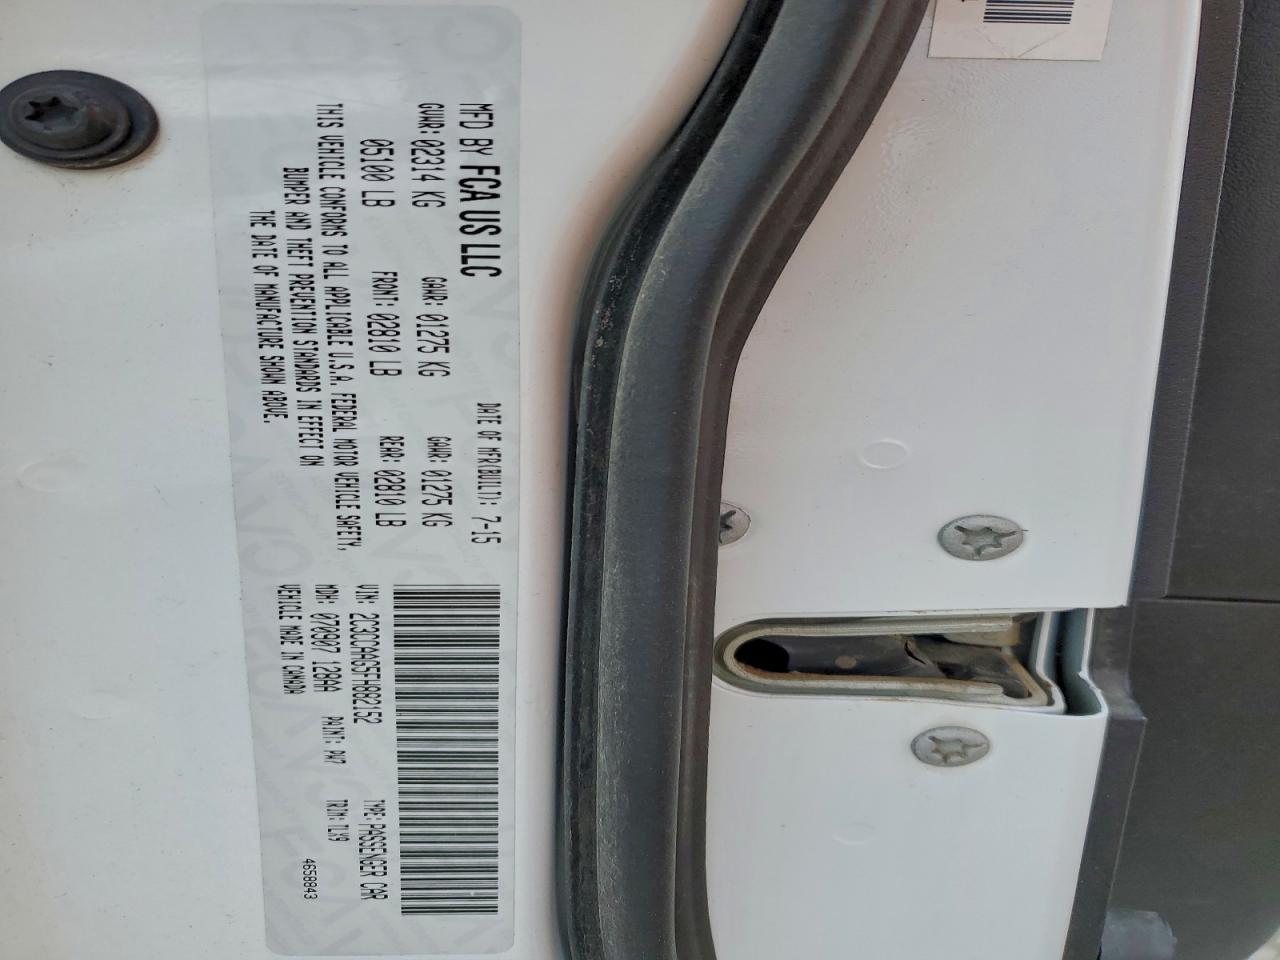 MFD BY FCA US LLC
DATE OF MFR(BUILT): 7-15
GVWR: 02314 KG GAWR: 01275 KG GAWR: 01275 KG
05100 LB FRONT: 02810 LB REAR: 02810 LB
THIS VEHICLE CONFORMS TO ALL APPLICABLE U.S.A. FEDERAL MOTOR VEHICLE SAFETY,
BUMPER AND THEFT PREVENTION STANDARDS IN EFFECT ON
THE DATE OF MANUFACTURE SHOWN ABOVE.
VIN: 2C3CCAAG5FH882152 TYPE: PASSENGER CAR
MDH: 070907 128AA PAINT: PW7 TRIM: TLX9
VEHICLE MADE IN CANADA
4658843